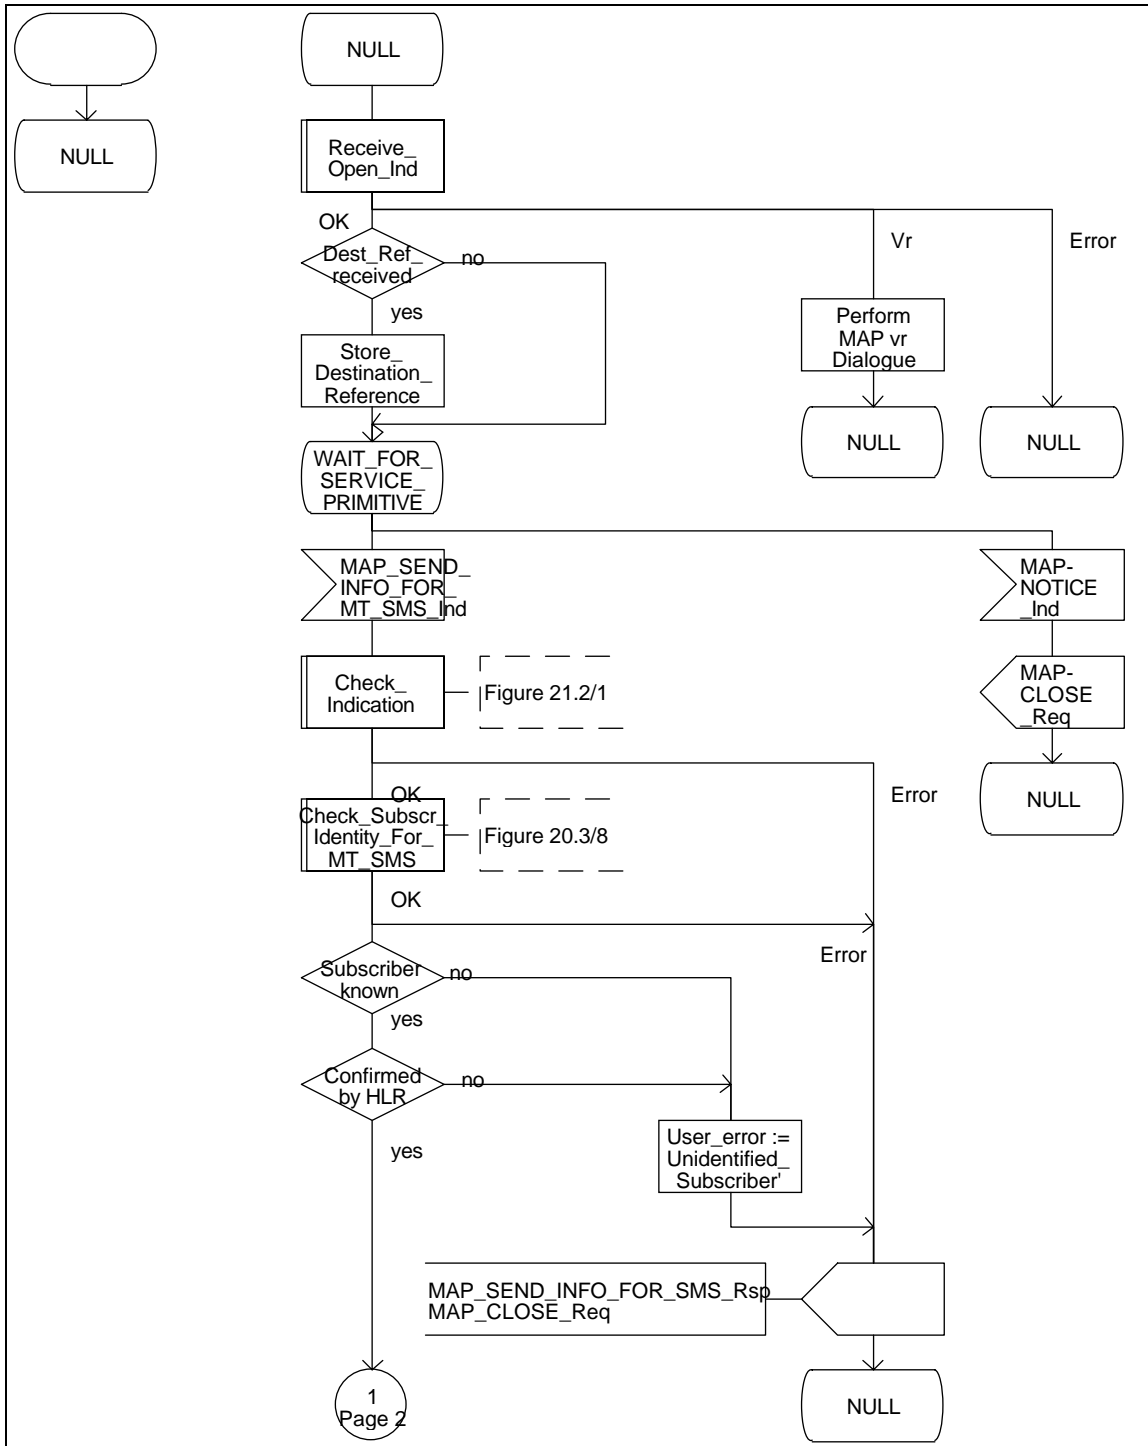 NULL
NULL
Receive_
Open_Ind
OK
Vr
Error
Dest_Ref_
received
no
yes
Store_
Destination_
Reference
Perform
MAP vr
Dialogue
NULL
NULL
WAIT_FOR_
SERVICE_
PRIMITIVE
MAP_SEND_
INFO_FOR_
MT_SMS_Ind
MAP-
NOTICE
_Ind
Check_
Indication
Figure 21.2/1
MAP-
CLOSE
_Req
OK
Error
NULL
Check_Subscr_
Identity_For_
MT_SMS
Figure 20.3/8
OK
Error
Subscriber
known
no
yes
Confirmed
by HLR
no
yes
User_error :=
Unidentified_
Subscriber'
MAP_SEND_INFO_FOR_SMS_Rsp
MAP_CLOSE_Req
1
Page 2
NULL